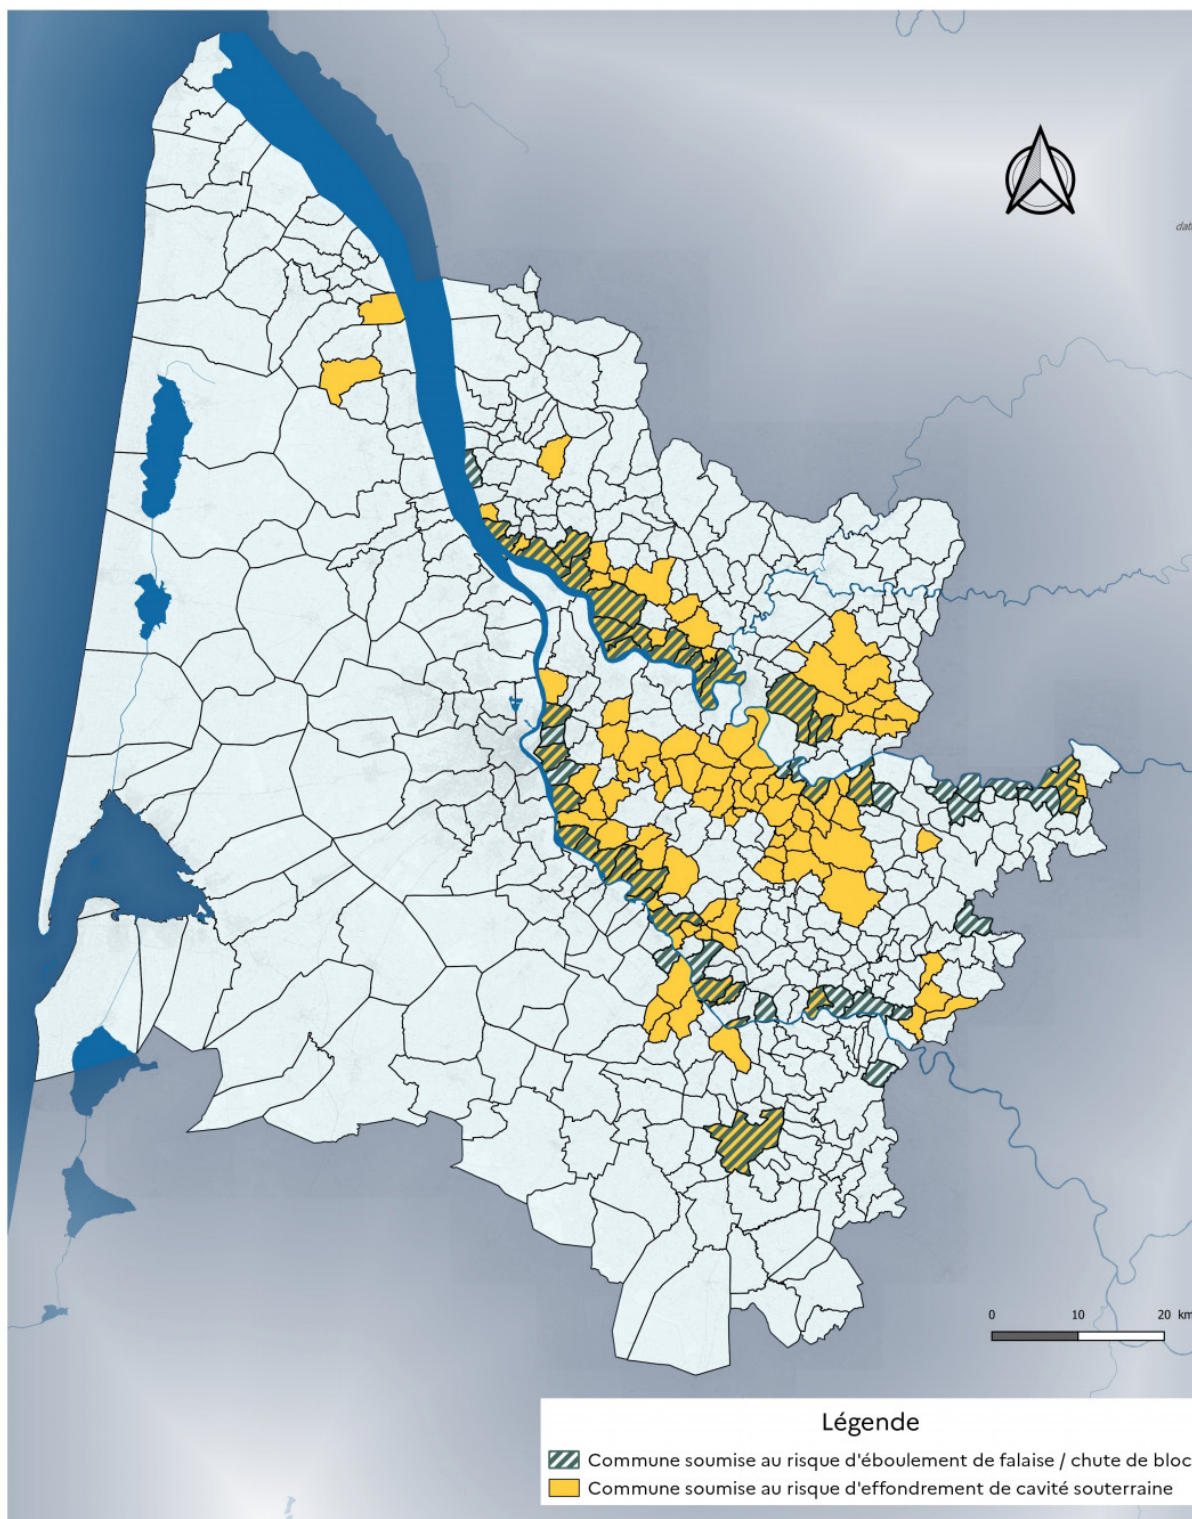 0 10 20 km
Légende
Commune soumise au risque d'éboulement de falaise / chute de bloc
Commune soumise au risque d'effondrement de cavité souterraine